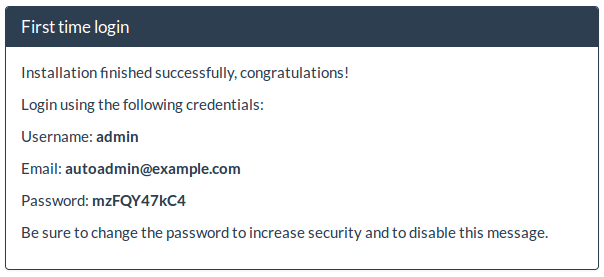 First time login
Installation finished successfully, congratulations!
Login using the following credentials:
Username: admin
Email: autoadmin@example.com
Password: mzFQY47kC4
Be sure to change the password to increase security and to disable this message.